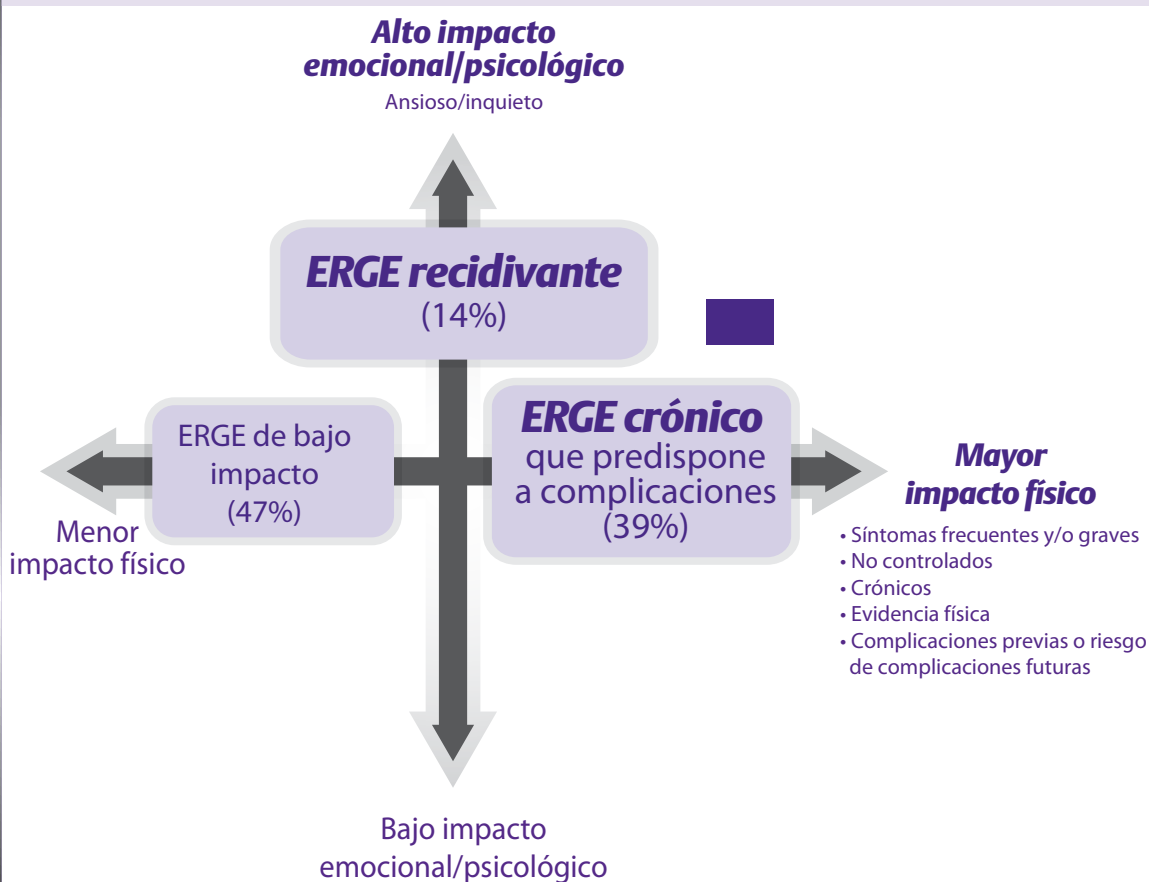 Alto impacto
emocional/psicológico
Ansioso/inquieto
ERGE recidivante
(14%)
ERGE de bajo
impacto
(47%)
ERGE crónico
que predispone
a complicaciones
(39%)
Menor
impacto físico
Mayor
impacto físico
• Síntomas frecuentes y/o graves
• No controlados
• Crónicos
• Evidencia física
• Complicaciones previas o riesgo
de complicaciones futuras
Bajo impacto
emocional/psicológico